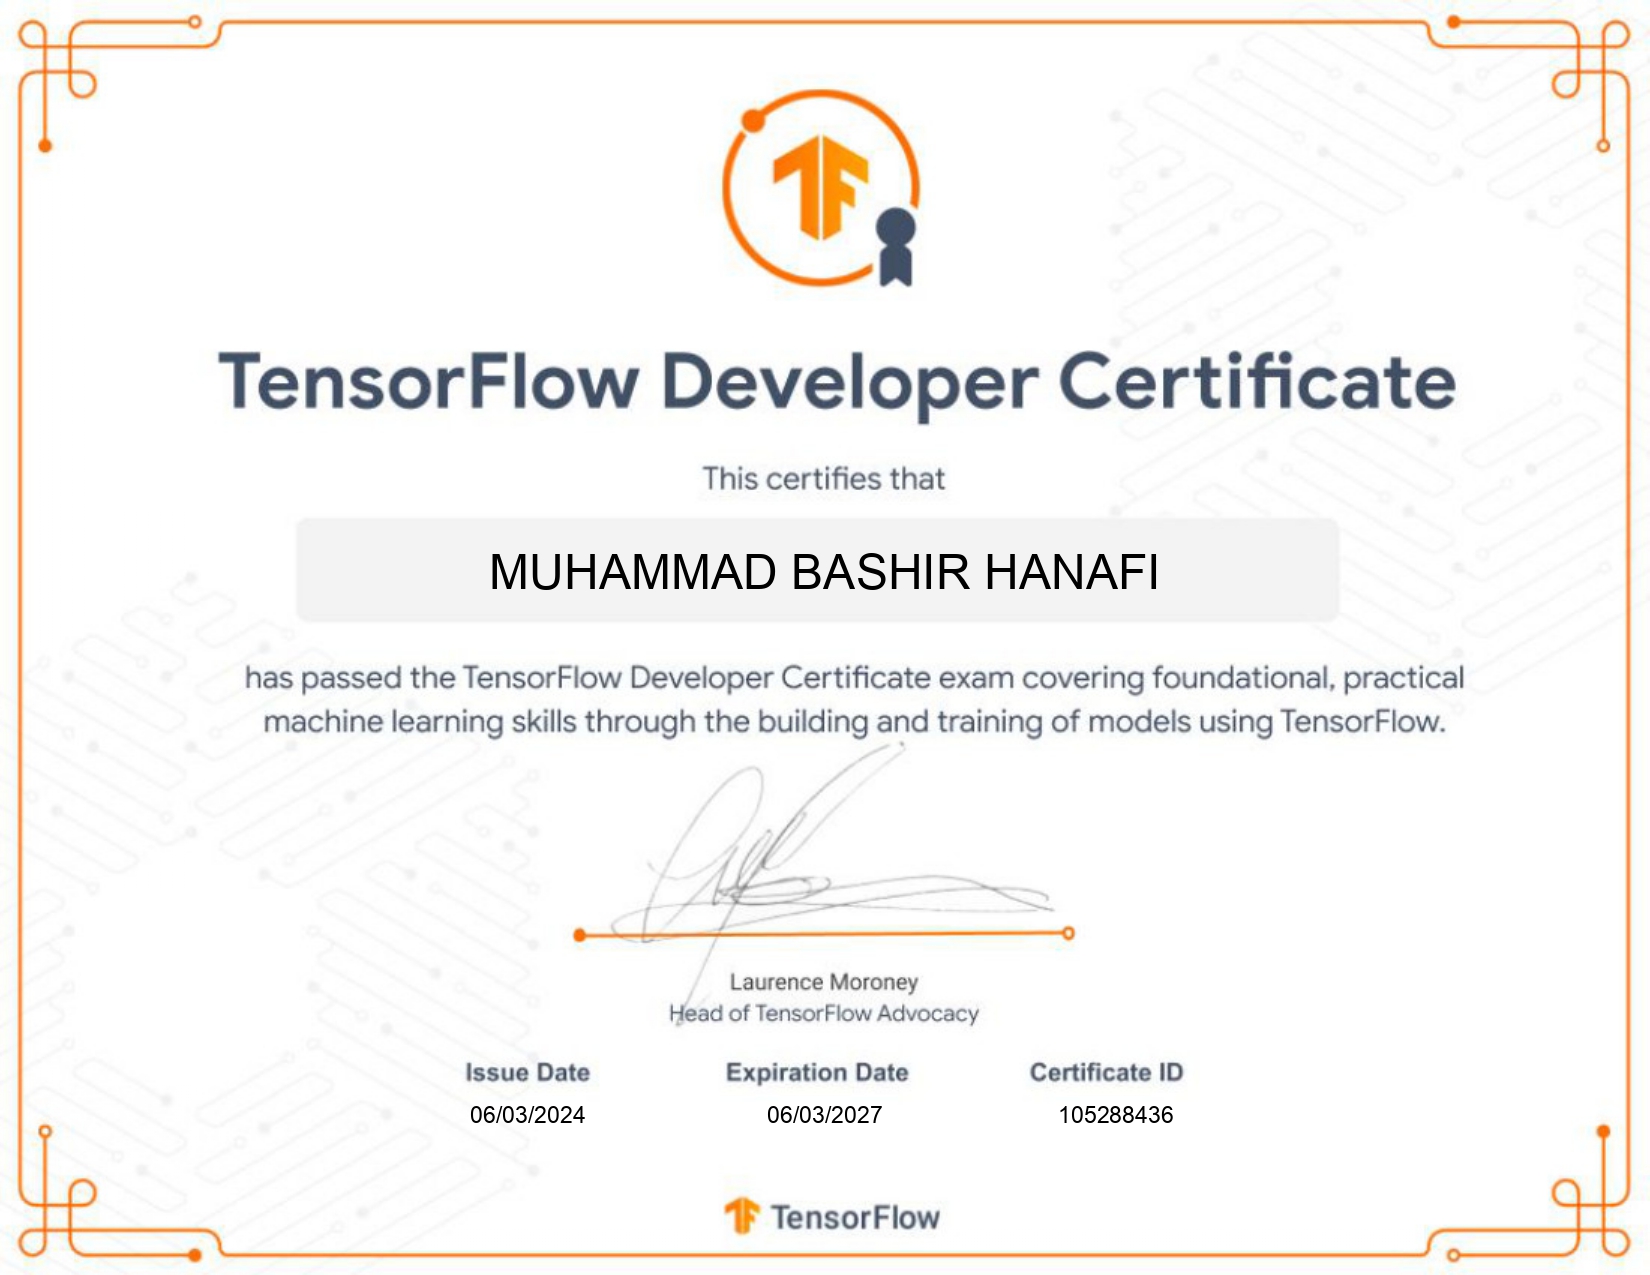 TensorFlow Developer Certificate
This certifies that
MUHAMMAD BASHIR HANAFI
has passed the TensorFlow Developer Certificate exam covering foundational, practical
machine learning skills through the building and training of models using TensorFlow.
Laurence Moroney
Head of TensorFlow Advocacy
Issue Date Expiration Date Certificate ID
06/03/2024 06/03/2027 105288436
TensorFlow